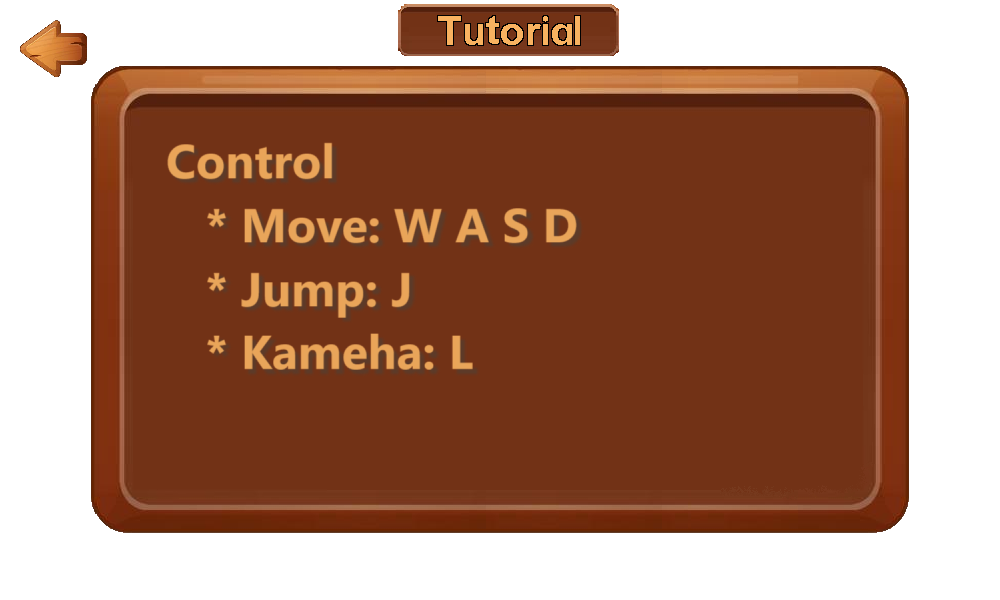 Tutorial
Control
* Move: W A S D
* Jump: J
* Kameha: L